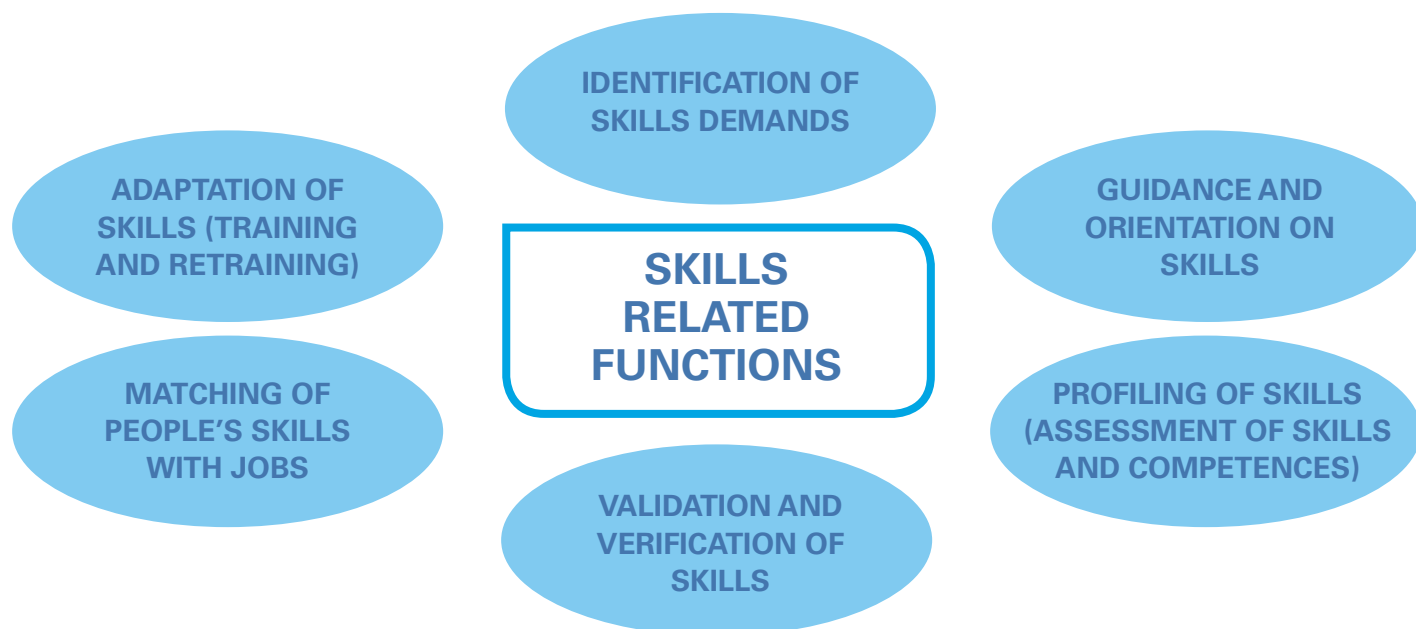 IDENTIFICATION OF
SKILLS DEMANDS
ADAPTATION OF
SKILLS (TRAINING
AND RETRAINING)
GUIDANCE AND
ORIENTATION ON
SKILLS
SKILLS
RELATED
FUNCTIONS
MATCHING OF
PEOPLE’S SKILLS
WITH JOBS
PROFILING OF SKILLS
(ASSESSMENT OF SKILLS
AND COMPETENCES)
VALIDATION AND
VERIFICATION OF
SKILLS